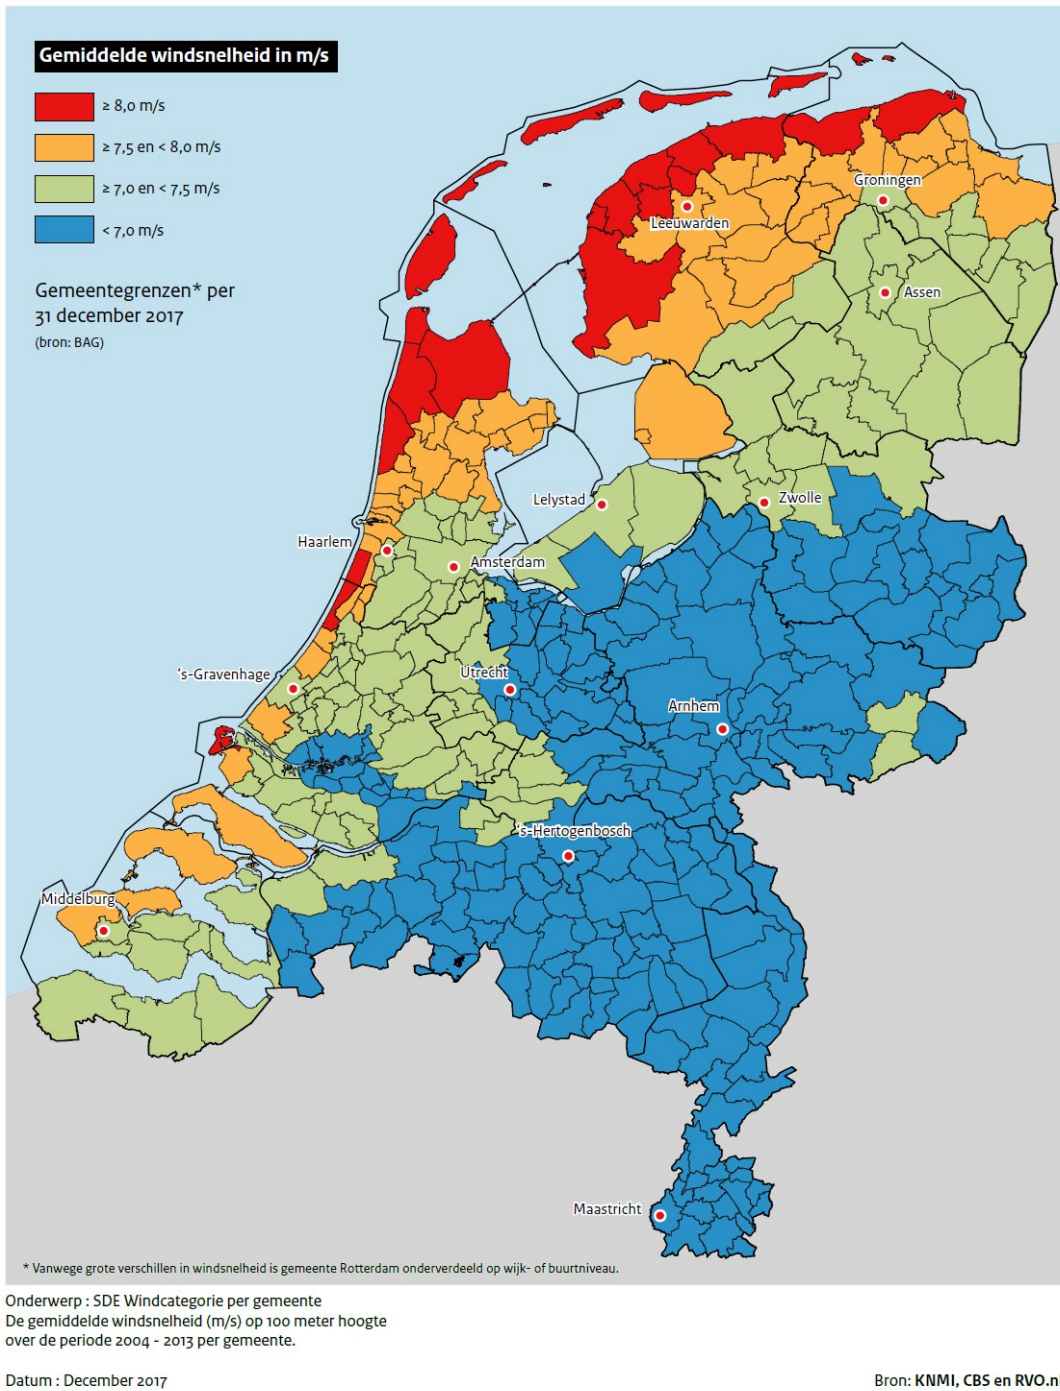 Gemiddelde windsnelheid in m/s
≥ 8,0 m/s
≥ 7,5 en < 8,0 m/s
≥ 7,0 en < 7,5 m/s
< 7,0 m/s
Gemeentegrenzen* per
31 december 2017
(bron: BAG)
Groningen
Leeuwarden
Assen
Lelystad
Zwolle
Haarlem
Amsterdam
's-Gravenhage
Utrecht
Arnhem
's-Hertogenbosch
Middelburg
Maastricht
* Vanwege grote verschillen in windsnelheid is gemeente Rotterdam onderverdeeld op wijk- of buurtniveau.
Onderwerp : SDE Windcategorie per gemeente
De gemiddelde windsnelheid (m/s) op 100 meter hoogte
over de periode 2004 - 2013 per gemeente.
Datum : December 2017
Bron: KNMI, CBS en RVO.n